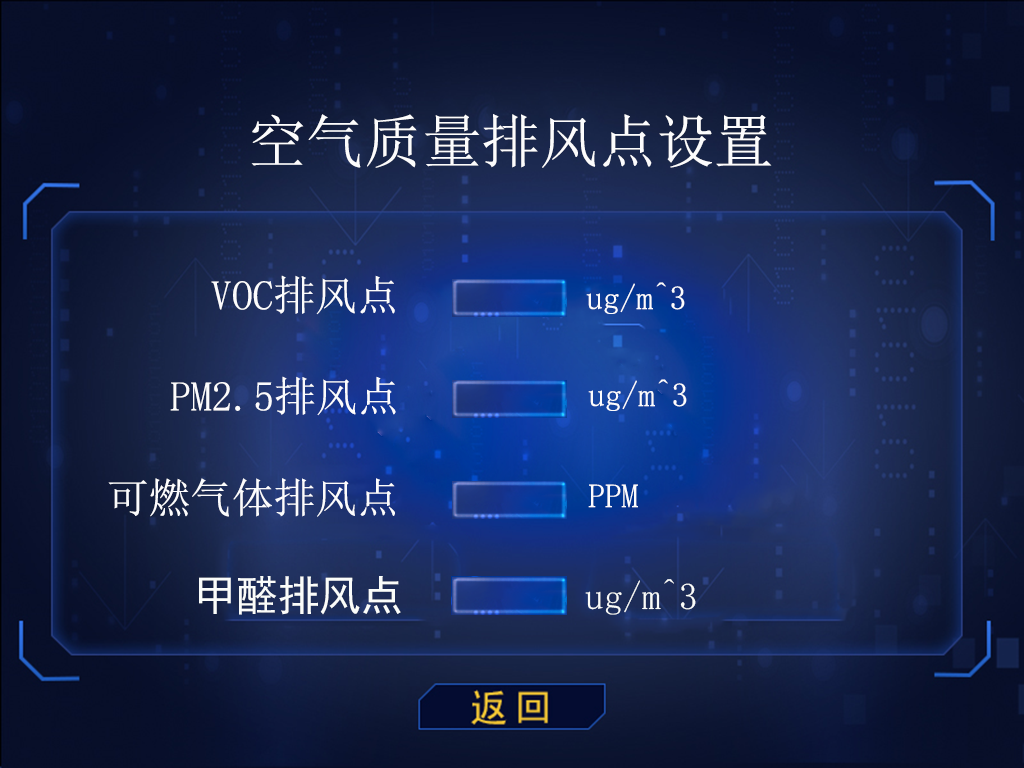 空气质量排风点设置
VOC排风点 ug/m^3
PM2.5排风点 ug/m^3
可燃气体排风点 PPM
甲醛排风点 ug/m^3
返回